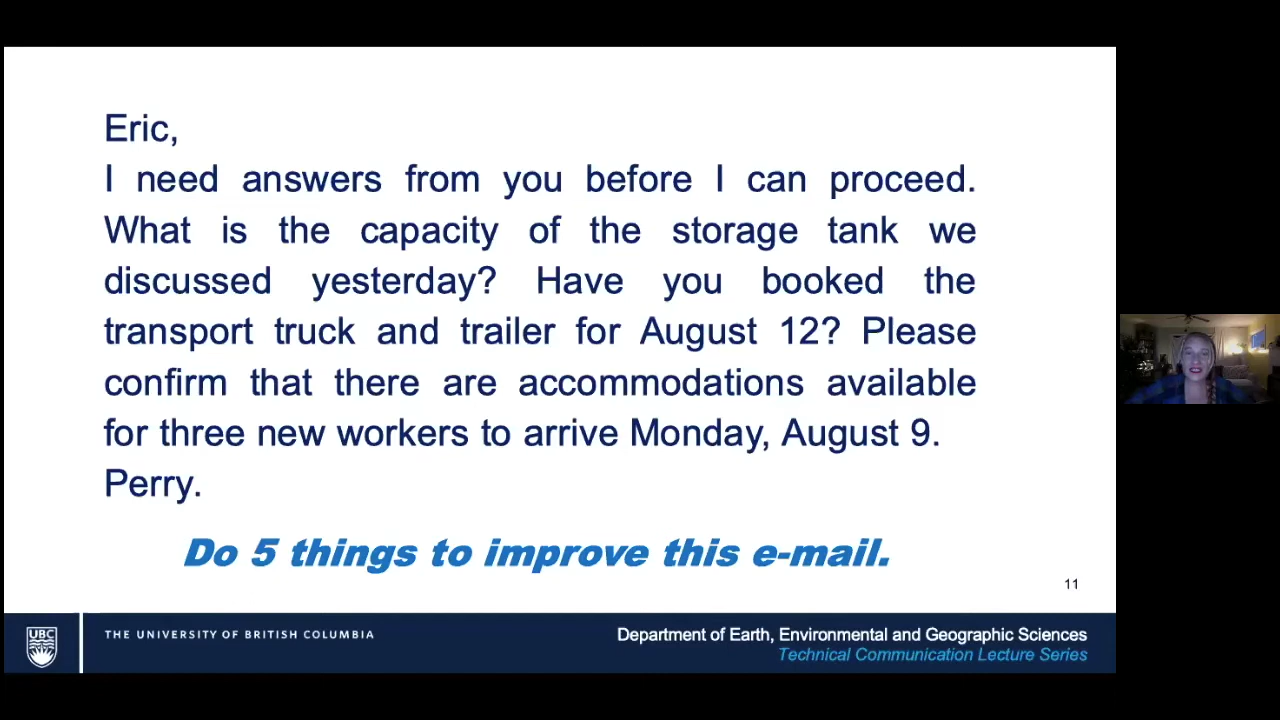 Eric,
I need answers from you before I can proceed.
What is the capacity of the storage tank we
discussed yesterday? Have you booked the
transport truck and trailer for August 12? Please
confirm that there are accommodations available
for three new workers to arrive Monday, August 9.
Perry.
Do 5 things to improve this e-mail.
11
UBC
THE UNIVERSITY OF BRITISH COLUMBIA
Department of Earth, Environmental and Geographic Sciences
Technical Communication Lecture Series